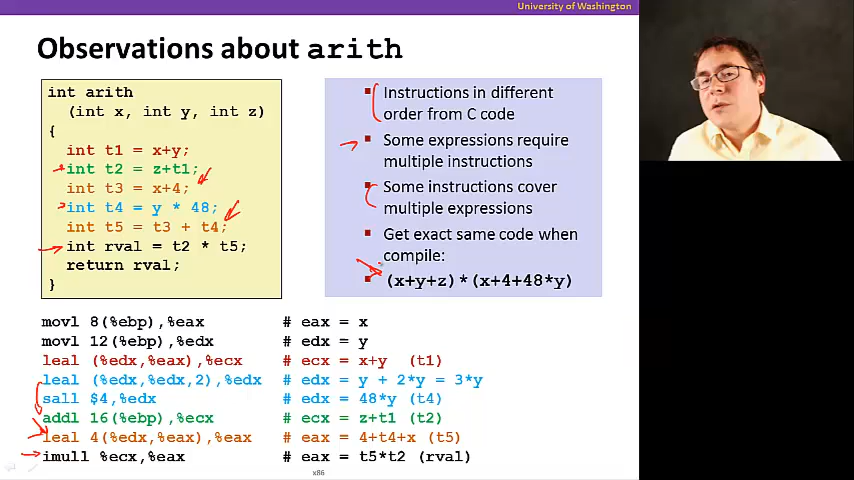 University of Washington
Observations about arith
int arith
(int x, int y, int z)
{
int t1 = x+y;
int t2 = z+t1;
int t3 = x+4;
int t4 = y * 48;
int t5 = t3 + t4;
int rval = t2 * t5;
return rval;
}
Instructions in different
order from C code
Some expressions require
multiple instructions
Some instructions cover
multiple expressions
Get exact same code when
compile:
(x+y+z)*(x+4+48*y)
movl 8(%ebp),%eax # eax = x
movl 12(%ebp),%edx # edx = y
leal (%edx,%eax),%ecx # ecx = x+y (t1)
leal (%edx,%edx,2),%edx # edx = y + 2*y = 3*y
sall $4,%edx # edx = 48*y (t4)
addl 16(%ebp),%ecx # ecx = z+t1 (t2)
leal 4(%edx,%eax),%eax # eax = 4+t4+x (t5)
imull %ecx,%eax # eax = t5*t2 (rval)
x86